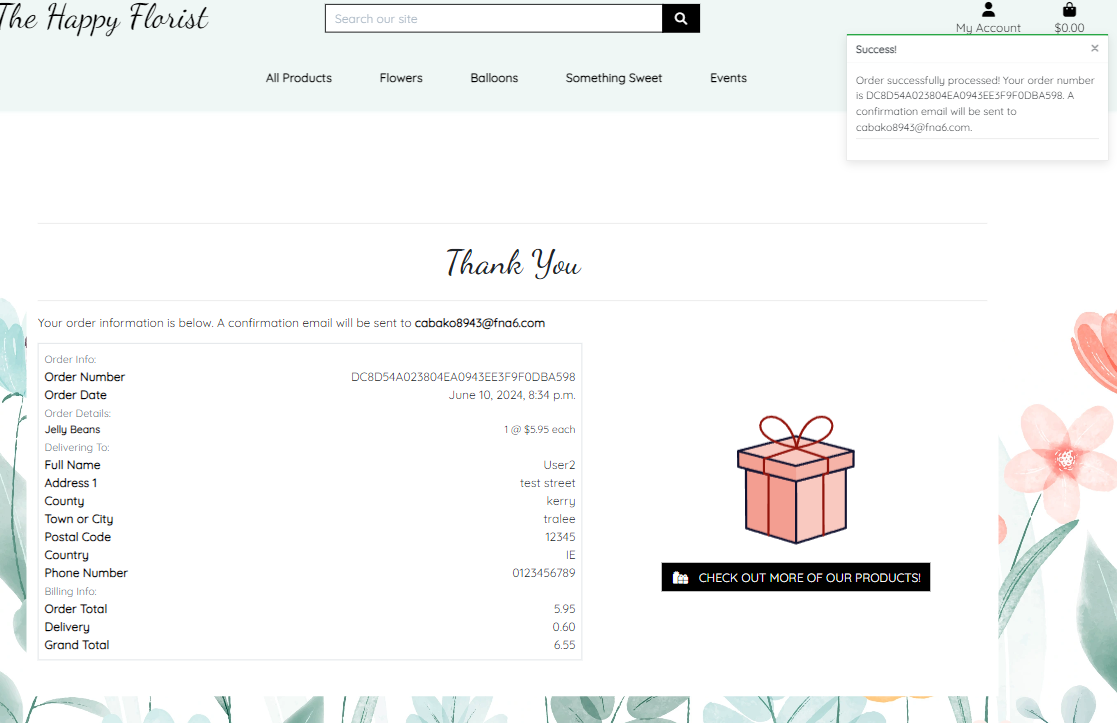 The Happy Florist
Search our site
My Account
$0.00
All Products Flowers Balloons Something Sweet Events
Success!
×
Order successfully processed! Your order number
is DC8D54A023804EA0943EE3F9F0DBA598. A
confirmation email will be sent to
cabako8943@fna6.com.
Thank You
Your order information is below. A confirmation email will be sent to cabako8943@fna6.com
Order Info:
Order Number DC8D54A023804EA0943EE3F9F0DBA598
Order Date June 10, 2024, 8:34 p.m.
Order Details:
Jelly Beans 1 @ $5.95 each
Delivering To:
Full Name User2
Address 1 test street
County kerry
Town or City tralee
Postal Code 12345
Country IE
Phone Number 0123456789
Billing Info:
Order Total 5.95
Delivery 0.60
Grand Total 6.55
CHECK OUT MORE OF OUR PRODUCTS!